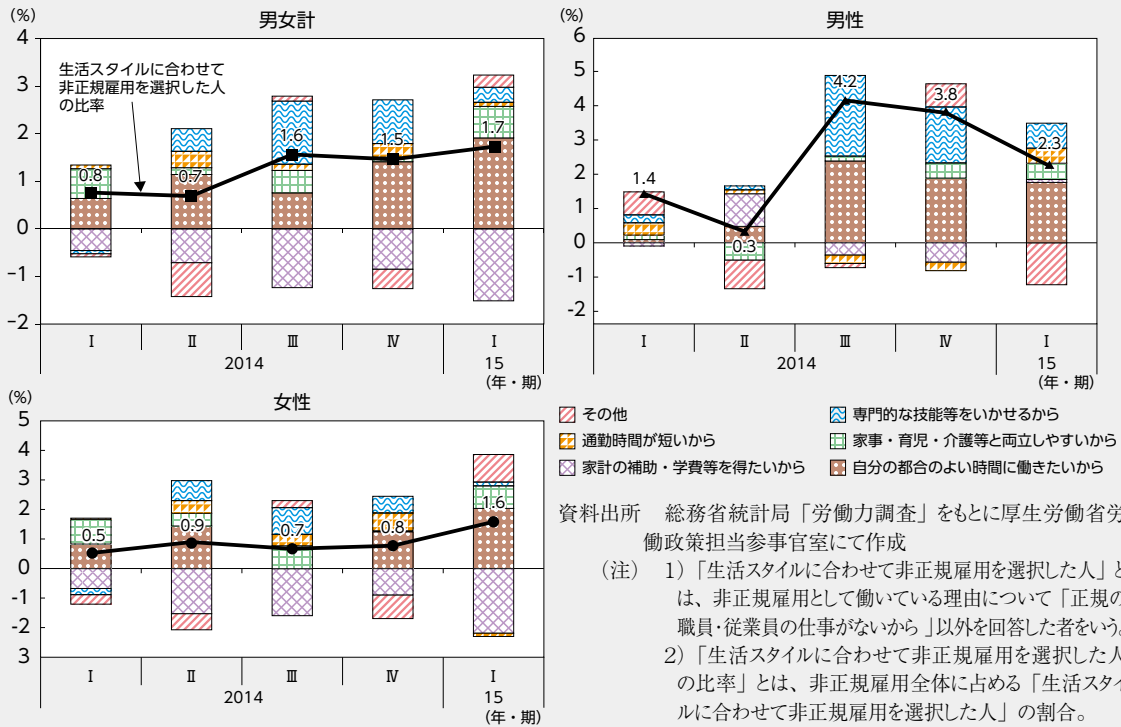 (%)
男女計
4
3
2
1
0
−1
−2
生活スタイルに合わせて
非正規雇用を選択した人
の比率
0.8
0.7
1.6
1.5
1.7
Ⅰ Ⅱ Ⅲ Ⅳ Ⅰ
2014 15
(年・期)
(%)
男性
6
5
4
3
2
1
0
-1
-2
1.4
0.3
4.2
3.8
2.3
Ⅰ Ⅱ Ⅲ Ⅳ Ⅰ
2014 15
(年・期)
(%)
女性
5
4
3
2
1
0
-1
-2
3
0.5
0.9
0.7
0.8
1.6
Ⅰ Ⅱ Ⅲ Ⅳ Ⅰ
2014 15
(年・期)
その他
専門的な技能等をいかせるから
通勤時間が短いから
家事・育児・介護等と両立しやすいから
家計の補助・学費等を得たいから
自分の都合のよい時間に働きたいから
資料出所 総務省統計局「労働力調査」をもとに厚生労働省労
働政策担当参事官室にて作成
(注) 1)「生活スタイルに合わせて非正規雇用を選択した人」と
は、非正規雇用として働いている理由について「正規の
職員・従業員の仕事がないから」以外を回答した者をいう。
2)「生活スタイルに合わせて非正規雇用を選択した人
の比率」とは、非正規雇用全体に占める「生活スタイ
ルに合わせて非正規雇用を選択した人」の割合。